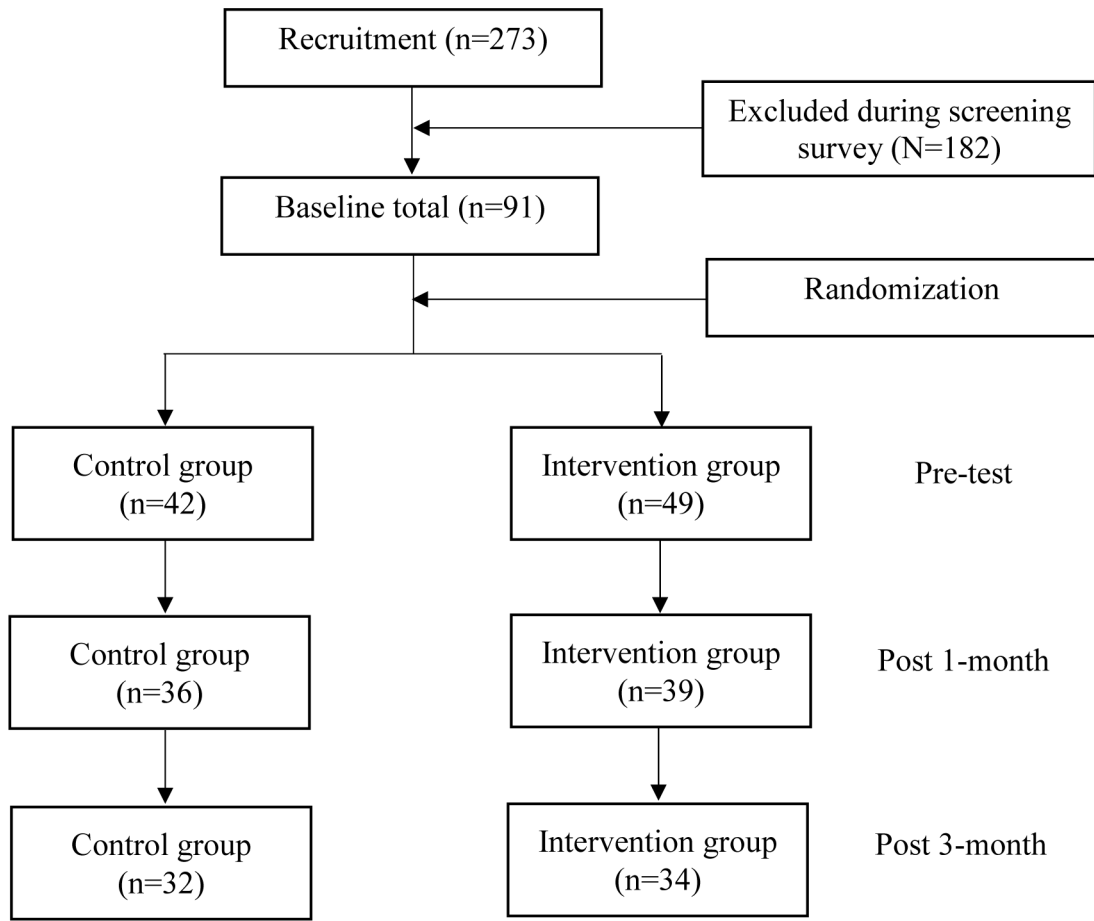 Recruitment (n=273)
Excluded during screening
survey (N=182)
Baseline total (n=91)
Randomization
Control group
(n=42)
Intervention group
(n=49)
Pre-test
Control group
(n=36)
Intervention group
(n=39)
Post 1-month
Control group
(n=32)
Intervention group
(n=34)
Post 3-month